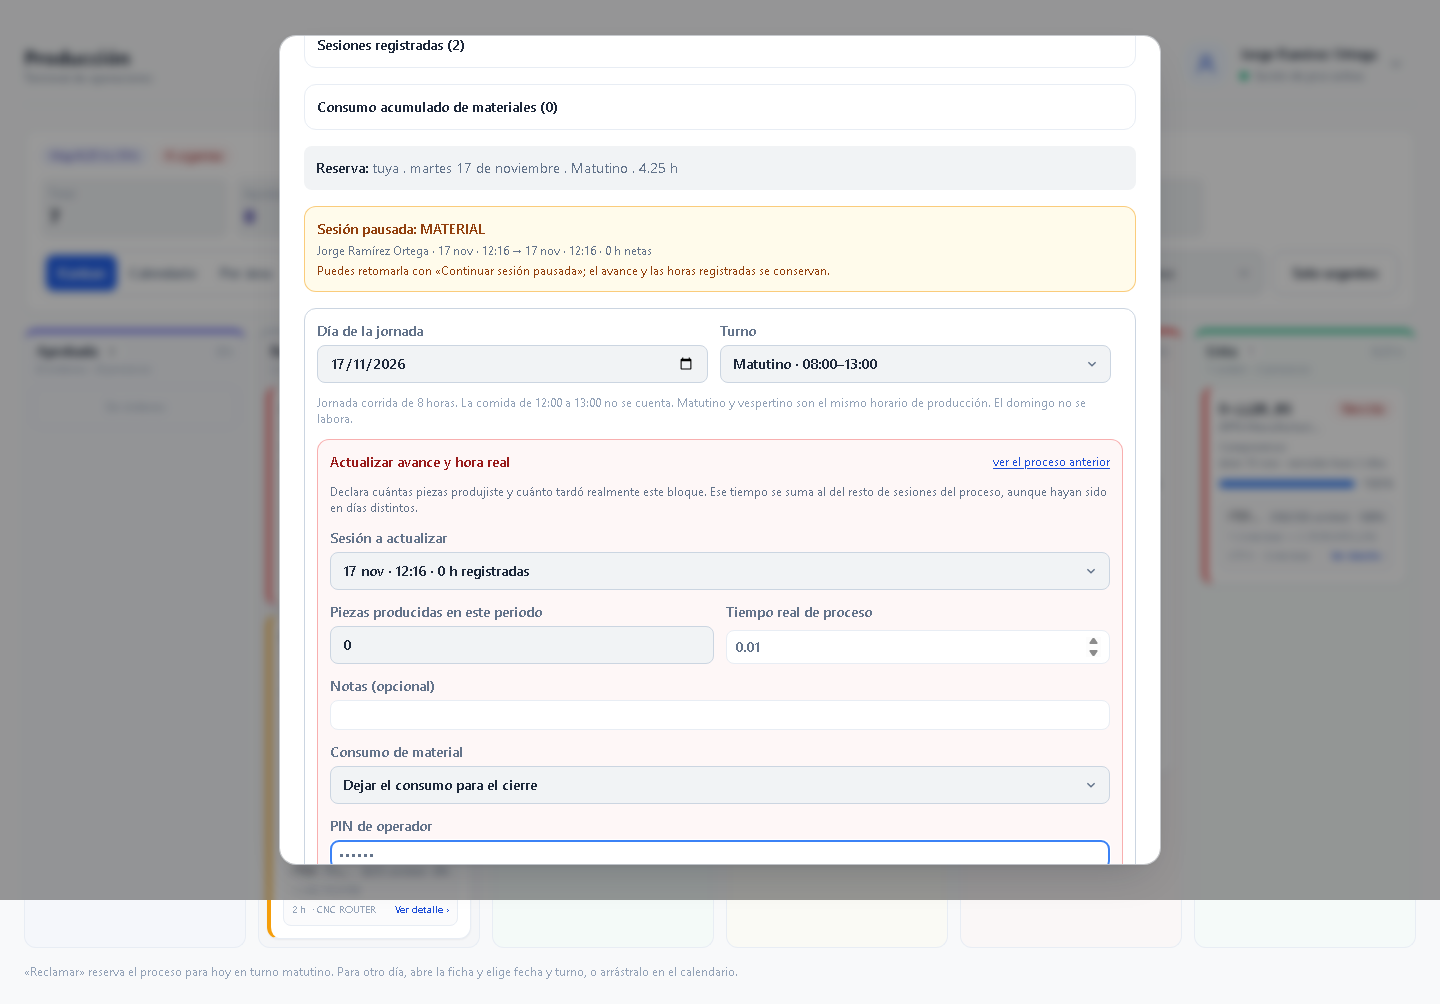 Producción
Jorge Ramírez Ortega
Sesiones registradas (2)
Consumo acumulado de materiales (0)
Reserva: tuya . martes 17 de noviembre . Matutino . 4.25 h
Sesión pausada: MATERIAL
Jorge Ramírez Ortega · 17 nov · 12:16 → 17 nov · 12:16 · 0 h netas
Puedes retomarla con «Continuar sesión pausada»; el avance y las horas registradas se conservan.
Día de la jornada
Turno
17/11/2026
Matutino · 08:00–13:00
Jornada corrida de 8 horas. La comida de 12:00 a 13:00 no se cuenta. Matutino y vespertino son el mismo horario de producción. El domingo no se
labora.
Actualizar avance y hora real
ver el proceso anterior
Declara cuántas piezas produjiste y cuánto tardó realmente este bloque. Ese tiempo se suma al del resto de sesiones del proceso, aunque hayan sido
en días distintos.
Sesión a actualizar
17 nov · 12:16 · 0 h registradas
Piezas producidas en este periodo
Tiempo real de proceso
0
0.01
Notas (opcional)
Consumo de material
Dejar el consumo para el cierre
PIN de operador
••••••
2 h · CNC ROUTER
Ver detalle ›
«Reclamar» reserva el proceso para hoy en turno matutino. Para otro día, abre la ficha y elige fecha y turno, o arrástralo en el calendario.